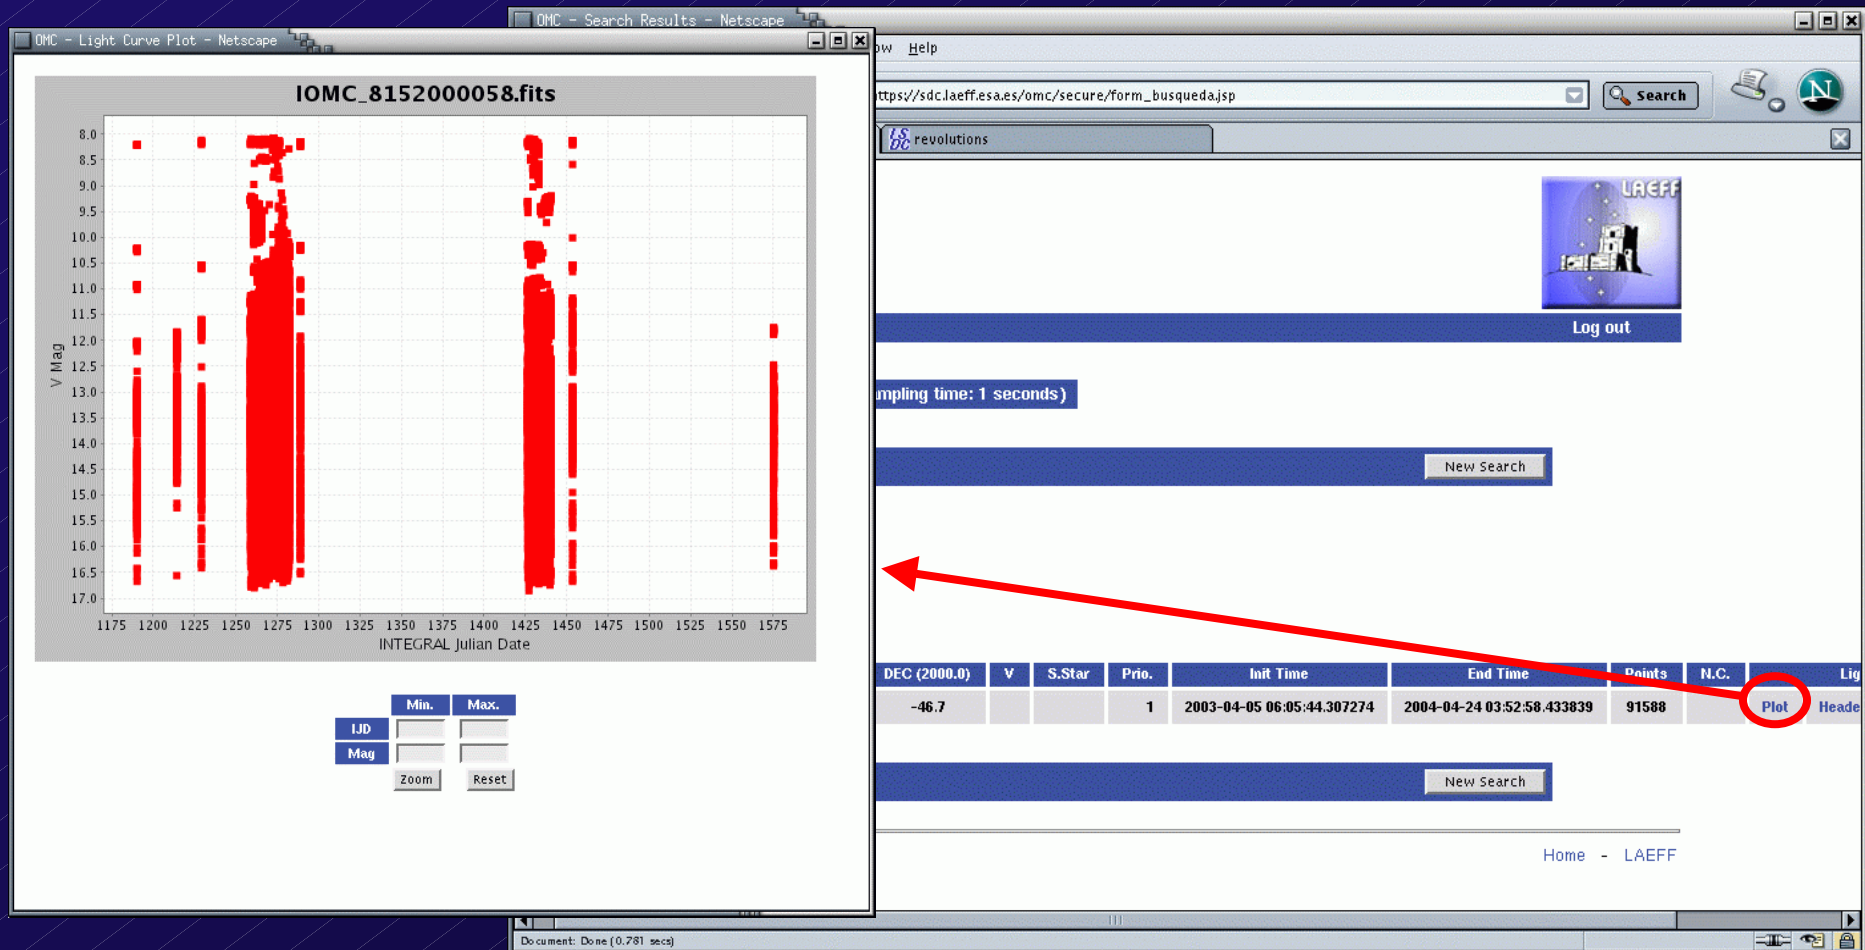 OMC - Search Results - Netscape
OMC - Light Curve Plot - Netscape
Help
ttps://sdc.laeff.esa.es/omc/secure/form_busqueda.jsp
Search
N
ISDC revolutions
IOMC_8152000058.fits
V Mag
8.0
8.5
9.0
9.5
10.0
10.5
11.0
11.5
12.0
12.5
13.0
13.5
14.0
14.5
15.0
15.5
16.0
16.5
17.0
1175 1200 1225 1250 1275 1300 1325 1350 1375 1400 1425 1450 1475 1500 1525 1550 1575
INTEGRAL Julian Date
Min. Max.
IJD
Mag
Zoom Reset
LAEFF
Log out
mpling time: 1 seconds)
New Search
DEC (2000.0) V S.Star Prio. Init Time End Time Points N.C. Lig
-46.7 1 2003-04-05 06:05:44.307274 2004-04-24 03:52:58.433839 91588 Plot Heade
New Search
Home - LAEFF
Document: Done (0.781 secs)